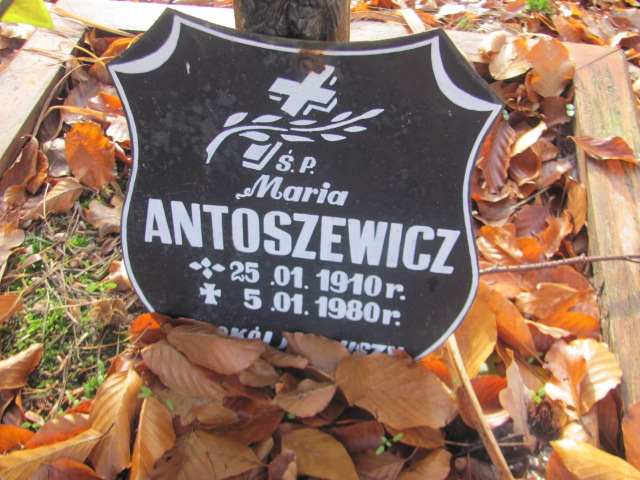 Ś.P.
Maria
ANTOSZEWICZ
25.01.1910 r.
5.01.1980 r.